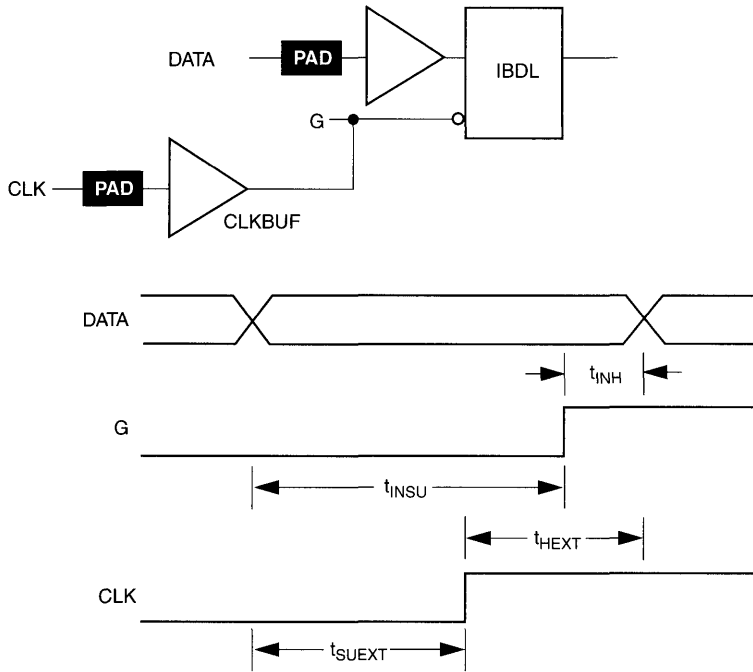 DATA
PAD
IBDL
G
CLK
PAD
CLKBUF
DATA
tINH
G
tINSU
tHEXT
CLK
tSUEXT